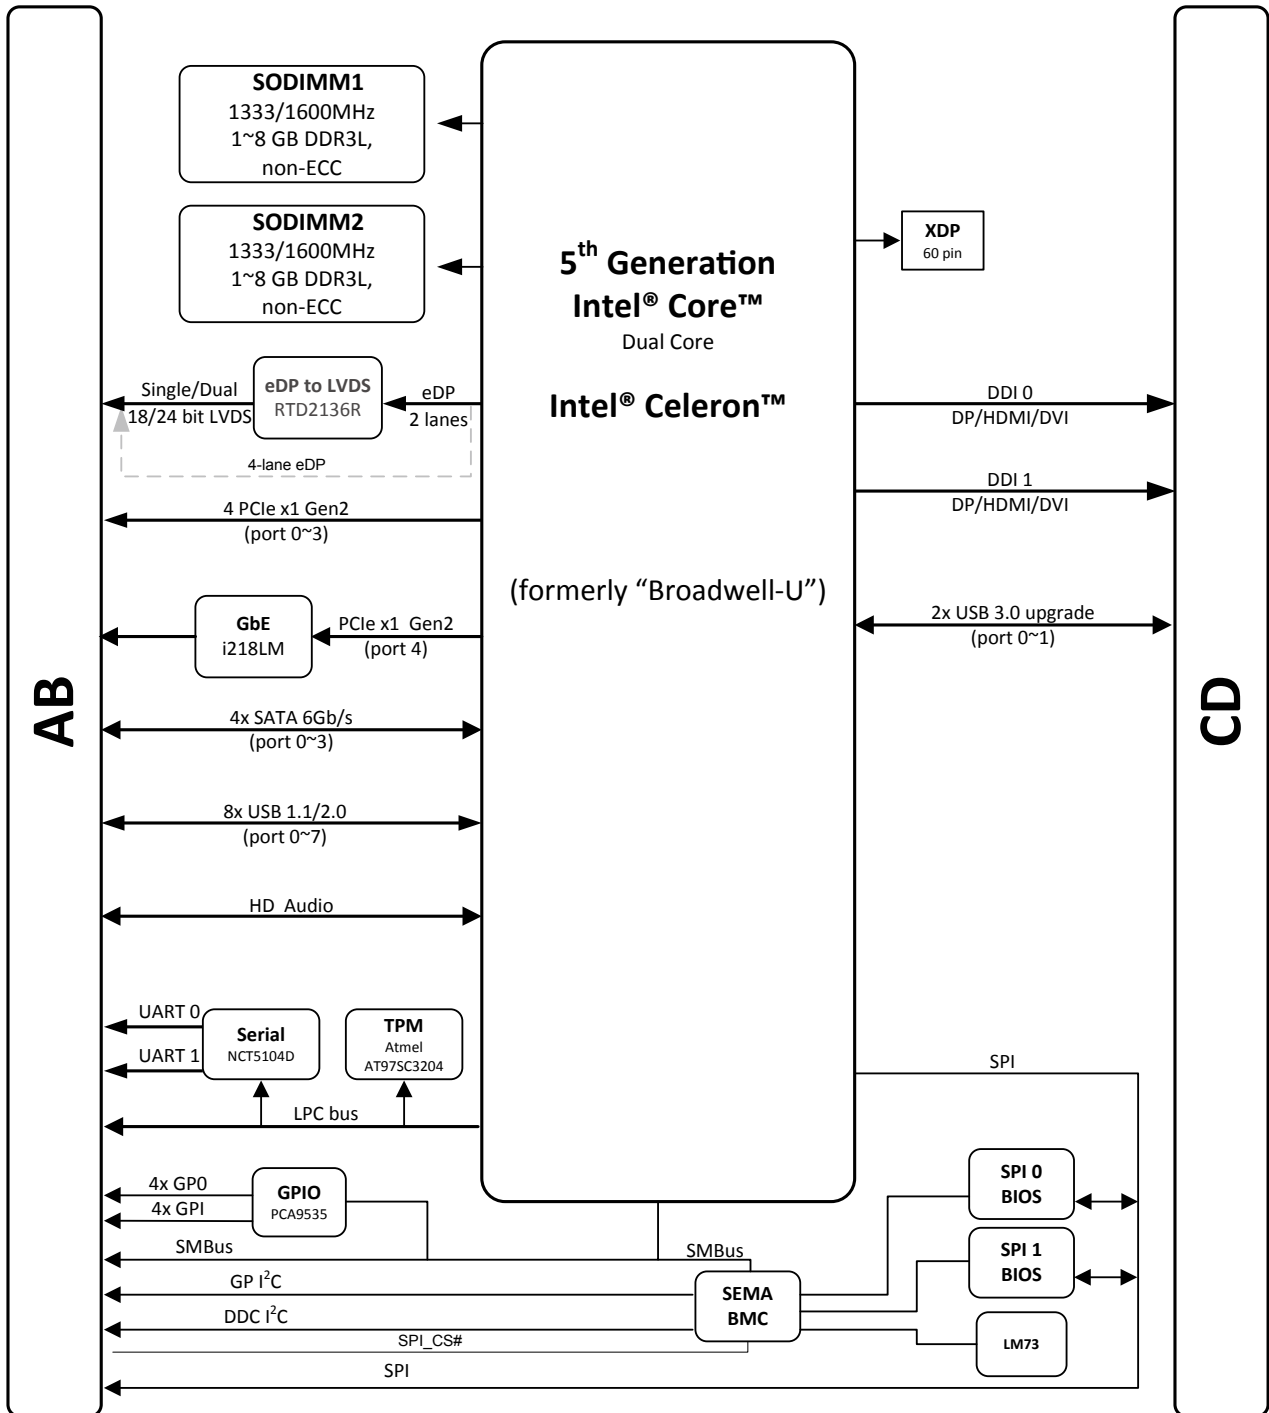 AB
SODIMM1
1333/1600MHz
1~8 GB DDR3L,
non-ECC
SODIMM2
1333/1600MHz
1~8 GB DDR3L,
non-ECC
Single/Dual
18/24 bit LVDS
eDP to LVDS
RTD2136R
eDP
2 lanes
4-lane eDP
4 PCIe x1 Gen2
(port 0~3)
GbE
i218LM
PCIe x1 Gen2
(port 4)
4x SATA 6Gb/s
(port 0~3)
8x USB 1.1/2.0
(port 0~7)
HD Audio
UART 0
UART 1
Serial
NCT5104D
TPM
Atmel
AT97SC3204
LPC bus
4x GP0
4x GPI
GPIO
PCA9535
SMBus
GP I²C
DDC I²C
SPI_CS#
SPI
5th Generation
Intel® Core™
Dual Core
Intel® Celeron™
(formerly “Broadwell-U”)
XDP
60 pin
DDI 0
DP/HDMI/DVI
DDI 1
DP/HDMI/DVI
2x USB 3.0 upgrade
(port 0~1)
SPI
SPI 0
BIOS
SPI 1
BIOS
SMBus
SEMA
BMC
LM73
CD